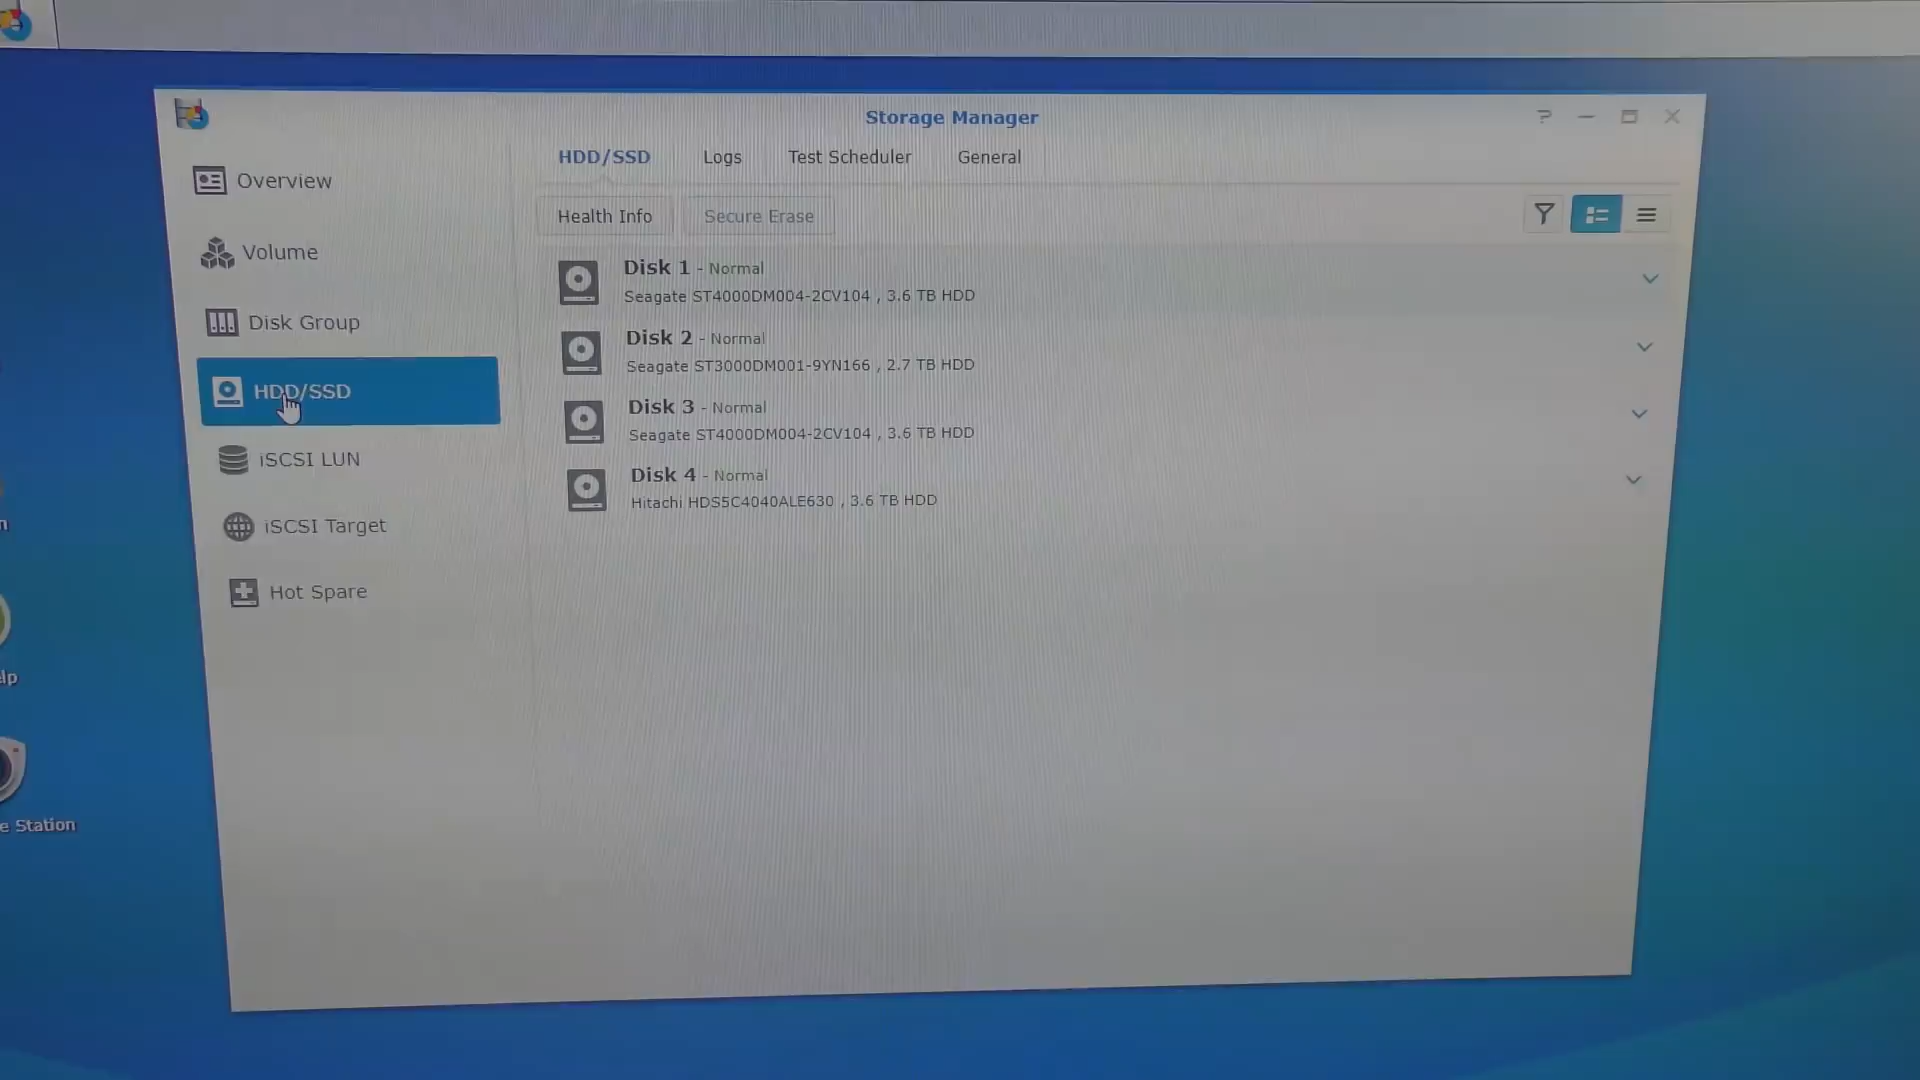 Storage Manager
?
Overview
Volume
Disk Group
HDD/SSD
iSCSI LUN
iSCSI Target
Hot Spare
HDD/SSD Logs Test Scheduler General
Health Info Secure Erase
Disk 1 - Normal
Seagate ST4000DM004-2CV104 , 3.6 TB HDD
Disk 2 - Normal
Seagate ST3000DM001-9YN166 , 2.7 TB HDD
Disk 3 - Normal
Seagate ST4000DM004-2CV104 , 3.6 TB HDD
Disk 4 - Normal
Hitachi HDS5C4040ALE630 , 3.6 TB HDD
n
lp
e Station